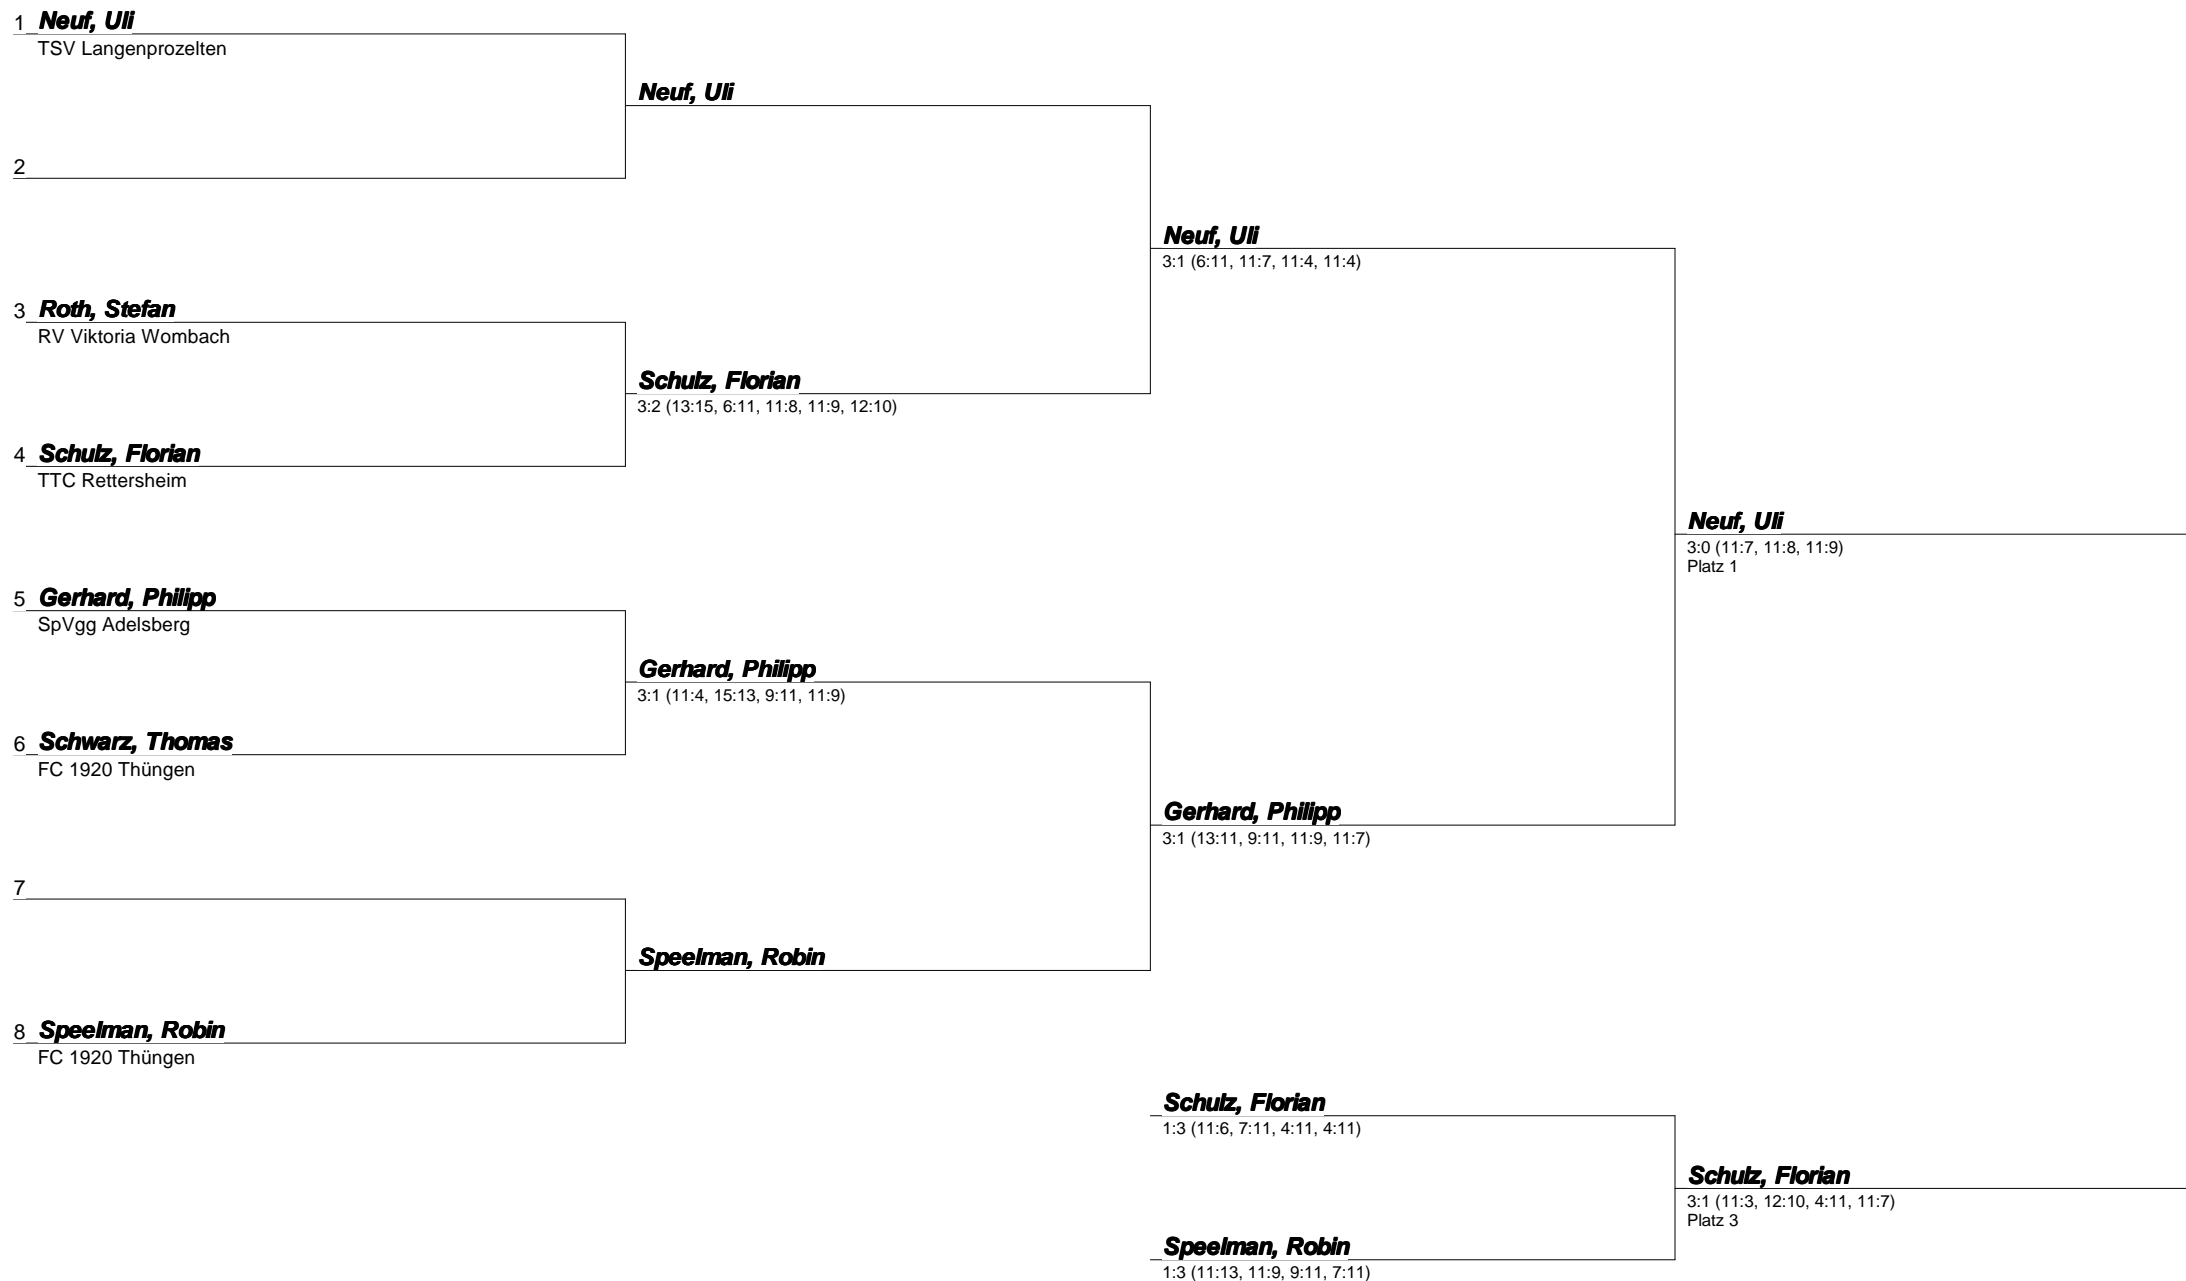 1 Neuf, Uli
TSV Langenprozelten
Neuf, Uli
2
Neuf, Uli
3:1 (6:11, 11:7, 11:4, 11:4)
3 Roth, Stefan
RV Viktoria Wombach
Schulz, Florian
3:2 (13:15, 6:11, 11:8, 11:9, 12:10)
4 Schulz, Florian
TTC Rettersheim
Neuf, Uli
3:0 (11:7, 11:8, 11:9)
Platz 1
5 Gerhard, Philipp
SpVgg Adelsberg
Gerhard, Philipp
3:1 (11:4, 15:13, 9:11, 11:9)
6 Schwarz, Thomas
FC 1920 Thüngen
Gerhard, Philipp
3:1 (13:11, 9:11, 11:9, 11:7)
7
Speelman, Robin
8 Speelman, Robin
FC 1920 Thüngen
Schulz, Florian
1:3 (11:6, 7:11, 4:11, 4:11)
Schulz, Florian
3:1 (11:3, 12:10, 4:11, 11:7)
Platz 3
Speelman, Robin
1:3 (11:13, 11:9, 9:11, 7:11)